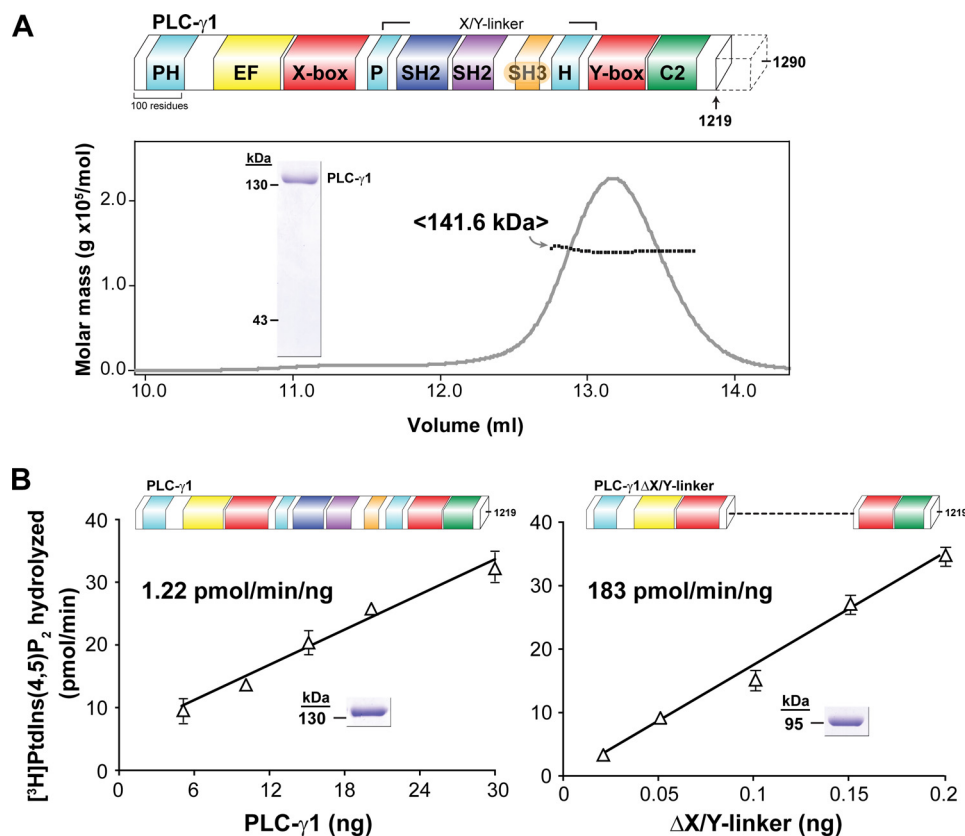 A
PLC-γ1
X/Y-linker
PH EF X-box P SH2 SH2 SH3 H Y-box C2
1290
100 residues
1219
Molar mass (g x10⁵/mol)
2.0
1.0
0.0
kDa
130
43
PLC-γ1
<141.6 kDa>
10.0 11.0 12.0 13.0 14.0
Volume (ml)
B
PLC-γ1
1219
[³H]PtdIns(4,5)P₂ hydrolyzed
(pmol/min)
40
30
20
10
0
1.22 pmol/min/ng
kDa
130
0 6 12 18 24 30
PLC-γ1 (ng)
PLC-γ1ΔX/Y-linker
1219
40
30
20
10
0
183 pmol/min/ng
kDa
95
0 0.05 0.1 0.15 0.2
ΔX/Y-linker (ng)